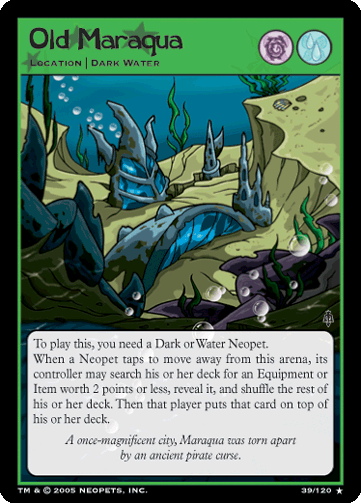 Old Maraqua
Location | Dark Water
To play this, you need a Dark or Water Neopet.
When a Neopet taps to move away from this arena, its
controller may search his or her deck for an Equipment or
Item worth 2 points or less, reveal it, and shuffle the rest of
his or her deck. Then that player puts that card on top of
his or her deck.
A once-magnificent city, Maraqua was torn apart
by an ancient pirate curse.
TM & © 2005 NEOPETS, INC.
39/120 ★